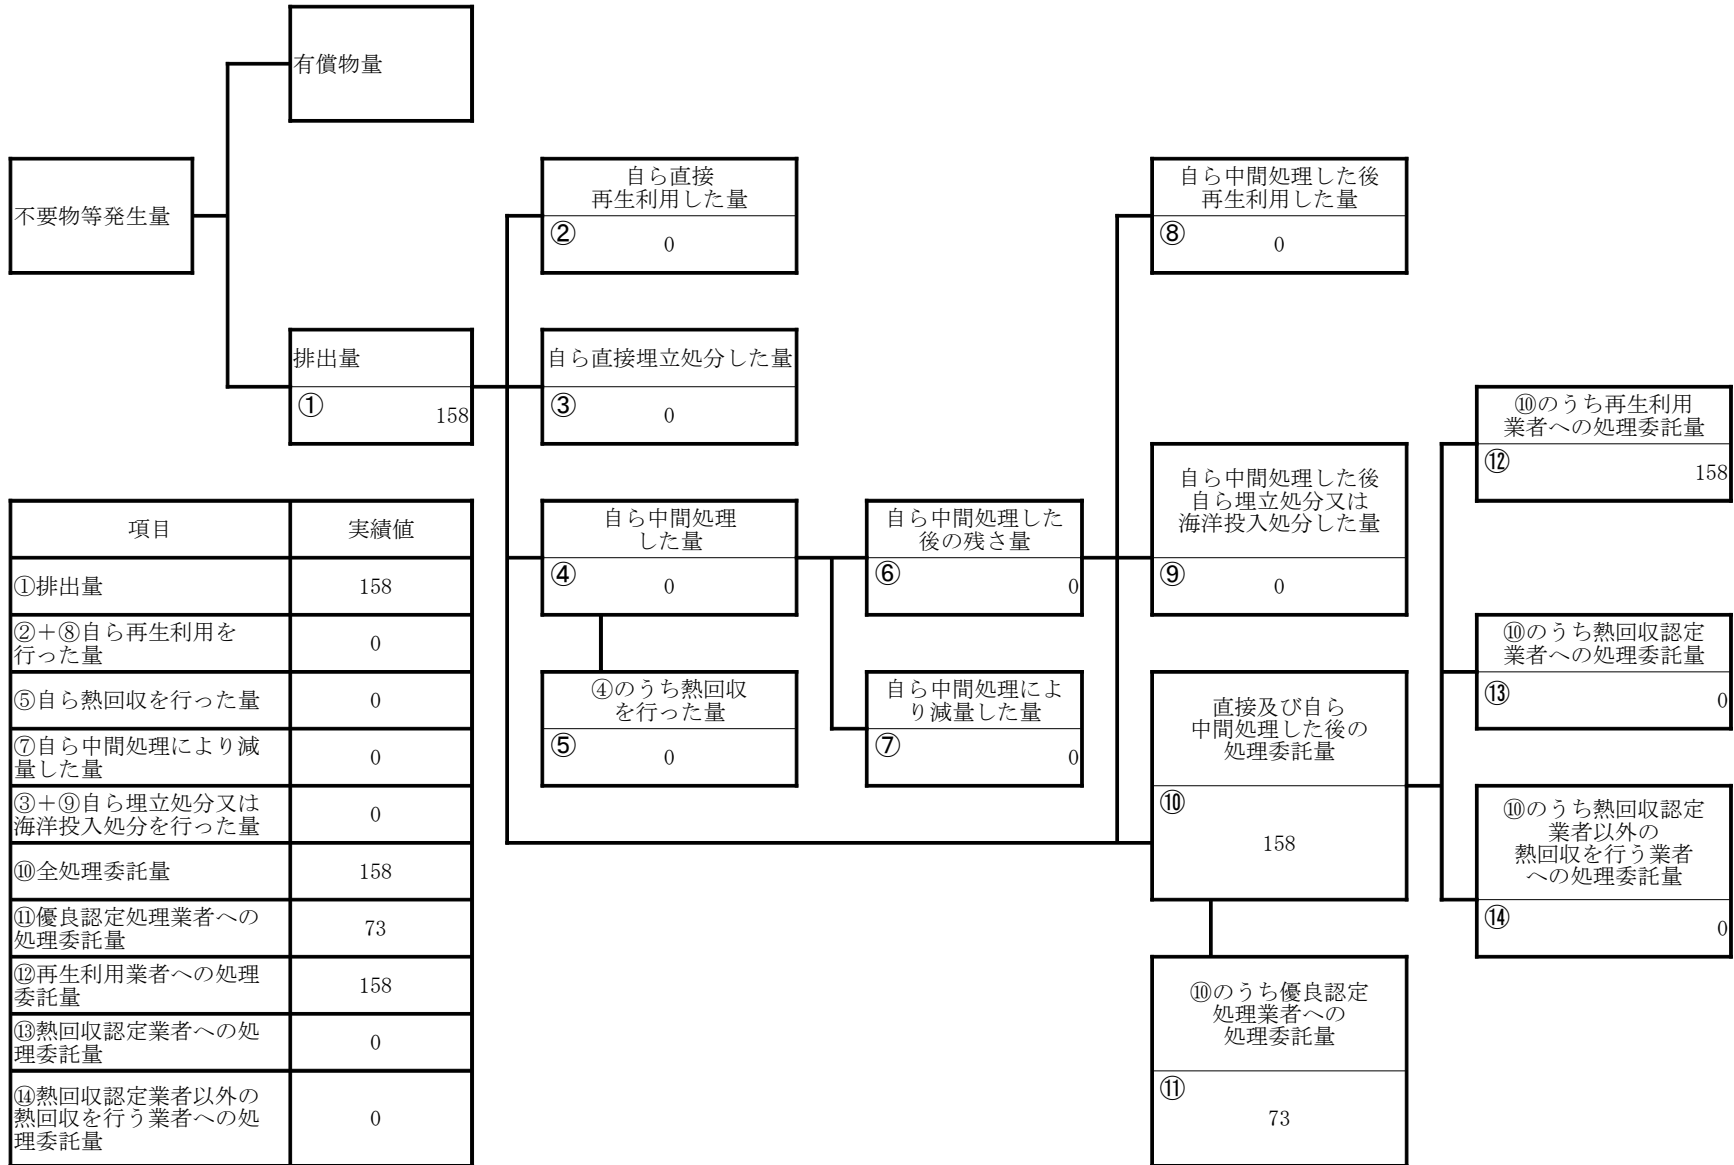 有償物量
不要物等発生量
排出量
①
158
自ら直接
再生利用した量
②
0
自ら直接埋立処分した量
③
0
自ら中間処理
した量
④
0
④のうち熱回収
を行った量
⑤
0
自ら中間処理した
後の残さ量
⑥
0
自ら中間処理によ
り減量した量
⑦
0
自ら中間処理した後
再生利用した量
⑧
0
自ら中間処理した後
自ら埋立処分又は
海洋投入処分した量
⑨
0
直接及び自ら
中間処理した後の
処理委託量
⑩
158
⑩のうち優良認定
処理業者への
処理委託量
⑪
73
⑩のうち再生利用
業者への処理委託量
⑫
158
⑩のうち熱回収認定
業者への処理委託量
⑬
0
⑩のうち熱回収認定
業者以外の
熱回収を行う業者
への処理委託量
⑭
0
項目 実績値
①排出量 158
②+⑧自ら再生利用を
行った量 0
⑤自ら熱回収を行った量 0
⑦自ら中間処理により減
量した量 0
③+⑨自ら埋立処分又は
海洋投入処分を行った量 0
⑩全処理委託量 158
⑪優良認定処理業者への
処理委託量 73
⑫再生利用業者への処理
委託量 158
⑬熱回収認定業者への処
理委託量 0
⑭熱回収認定業者以外の
熱回収を行う業者への処
理委託量 0